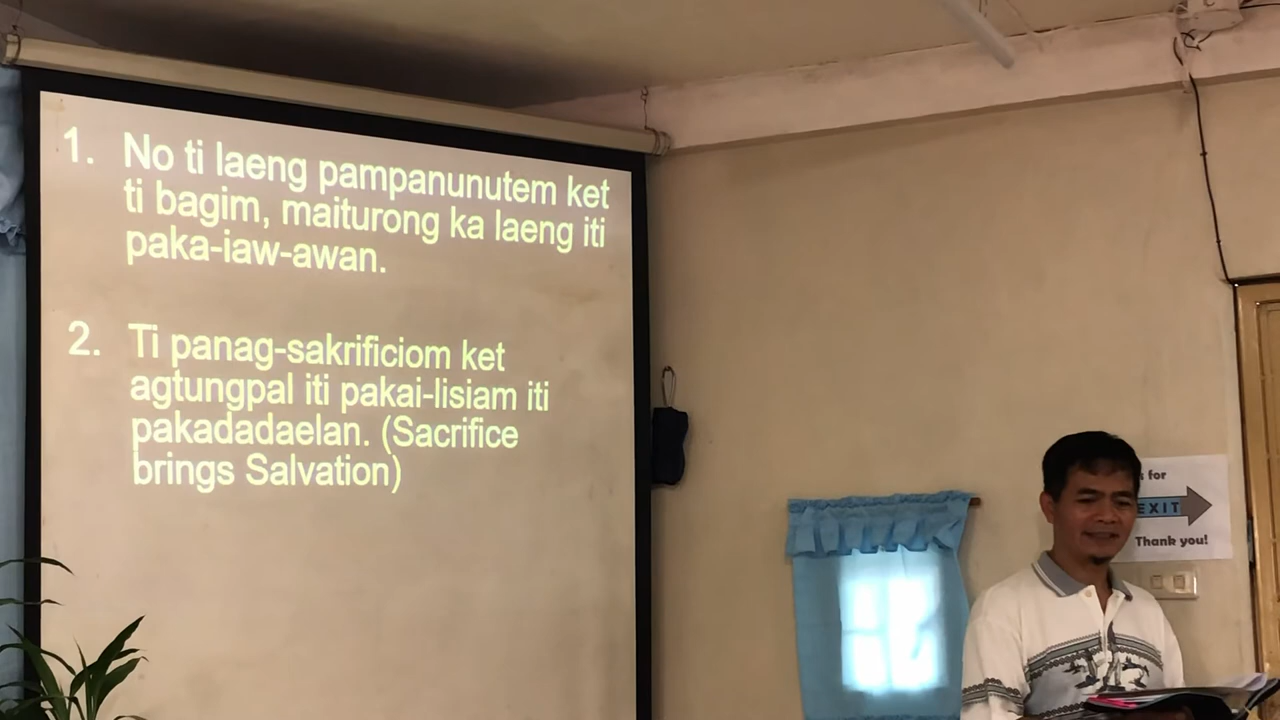 1. No ti laeng pampanunutem ket
ti bagim, maiturong ka laeng iti
paka-iaw-awan.
2. Ti panag-sakrificiom ket
agtungpal iti pakai-lisiam iti
pakadadaelan. (Sacrifice
brings Salvation)
for
EXIT
Thank you!